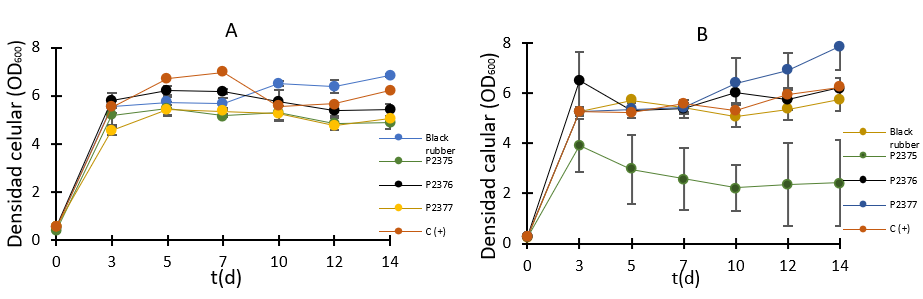 A
Densidad celular (OD600)
8
6
4
2
0
0 3 5 7 10 12 14
t(d)
Black rubber
P2375
P2376
P2377
C (+)
B
Densidad calular (OD600)
8
6
4
2
0
0 3 5 7 10 12 14
t(d)
Black rubber
P2375
P2376
P2377
C (+)